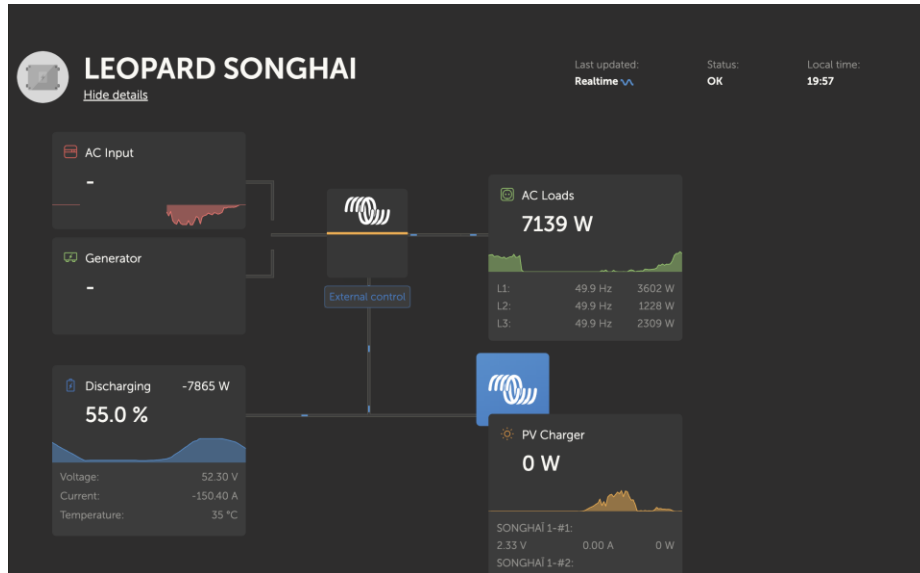 LEOPARD SONGHAI
Hide details
Last updated:
Realtime
Status:
OK
Local time:
19:57
AC Input
-
Generator
-
External control
AC Loads
7139 W
L1: 49.9 Hz 3602 W
L2: 49.9 Hz 1228 W
L3: 49.9 Hz 2309 W
Discharging -7865 W
55.0 %
Voltage: 52.30 V
Current: -150.40 A
Temperature: 35 °C
PV Charger
0 W
SONGHAÏ 1-#1:
2.33 V 0.00 A 0 W
SONGHAÏ 1-#2: